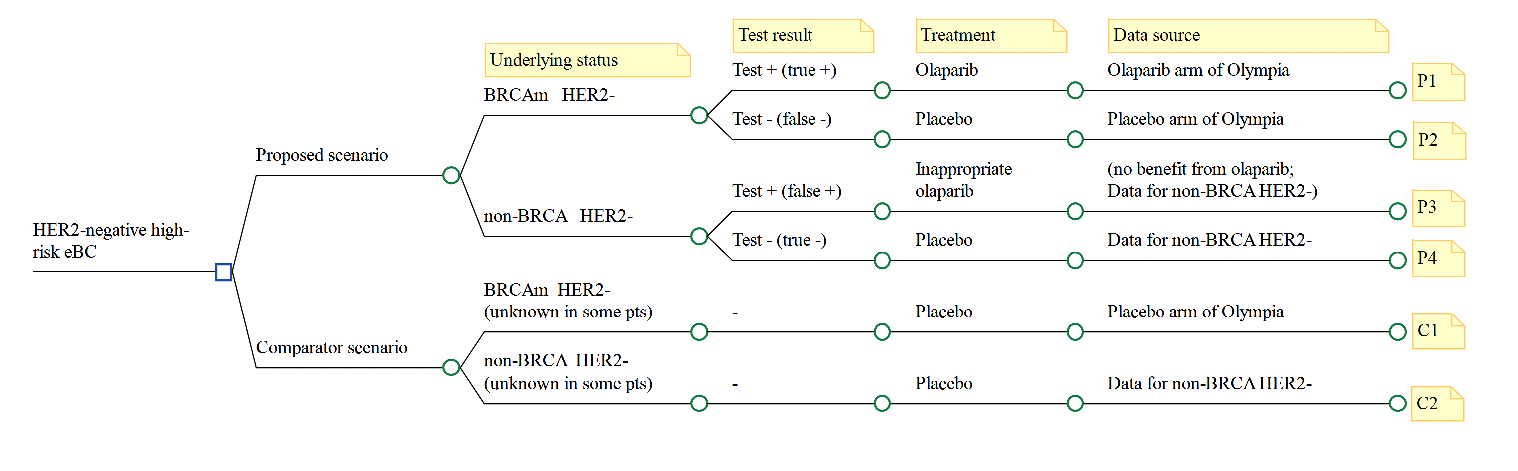 Underlying status
Test result
Treatment
Data source
HER2-negative high-
risk eBC
Proposed scenario
BRCAm HER2-
Test + (true +)
Olaparib
Olaparib arm of Olympia
P1
Test - (false -)
Placebo
Placebo arm of Olympia
P2
non-BRCA HER2-
Test + (false +)
Inappropriate
olaparib
(no benefit from olaparib;
Data for non-BRCA HER2-)
P3
Test - (true -)
Placebo
Data for non-BRCA HER2-
P4
Comparator scenario
BRCAm HER2-
(unknown in some pts)
-
Placebo
Placebo arm of Olympia
C1
non-BRCA HER2-
(unknown in some pts)
-
Placebo
Data for non-BRCA HER2-
C2